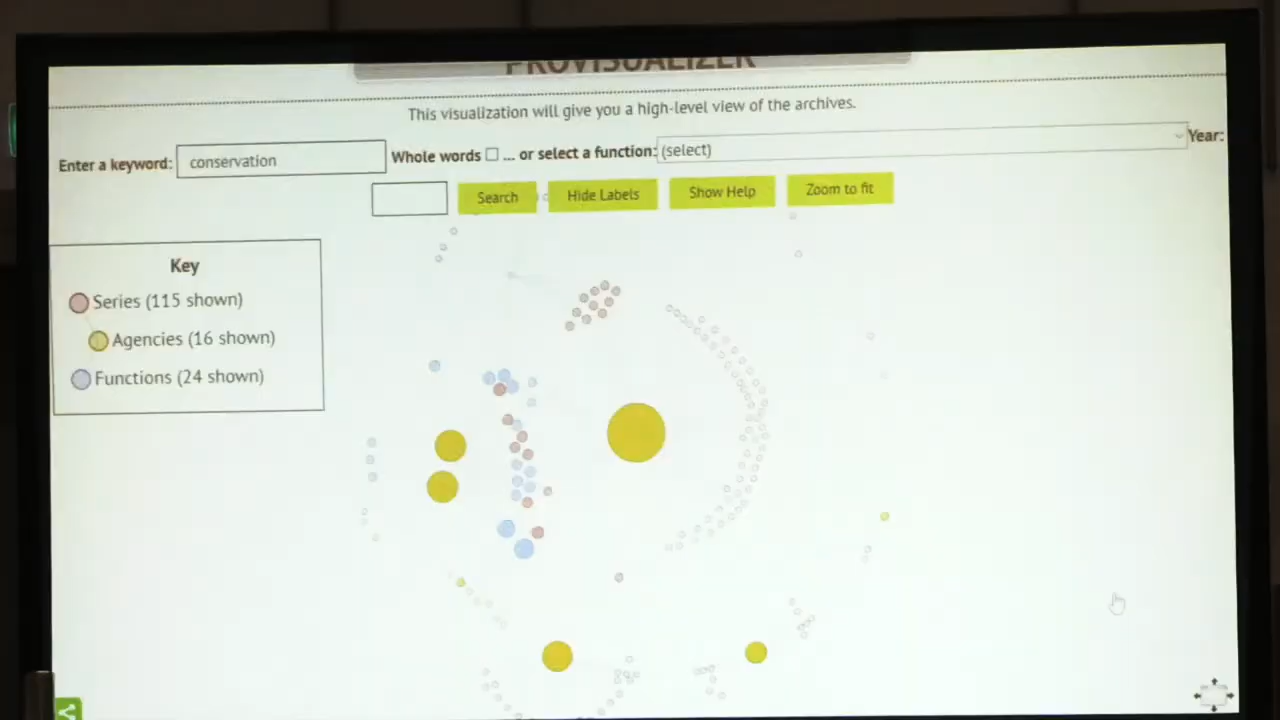 PROVISUALIZER
This visualization will give you a high-level view of the archives.
Enter a keyword: conservation Whole words ... or select a function: (select) Year:
Search Hide Labels Show Help Zoom to fit
Key
Series (115 shown)
Agencies (16 shown)
Functions (24 shown)